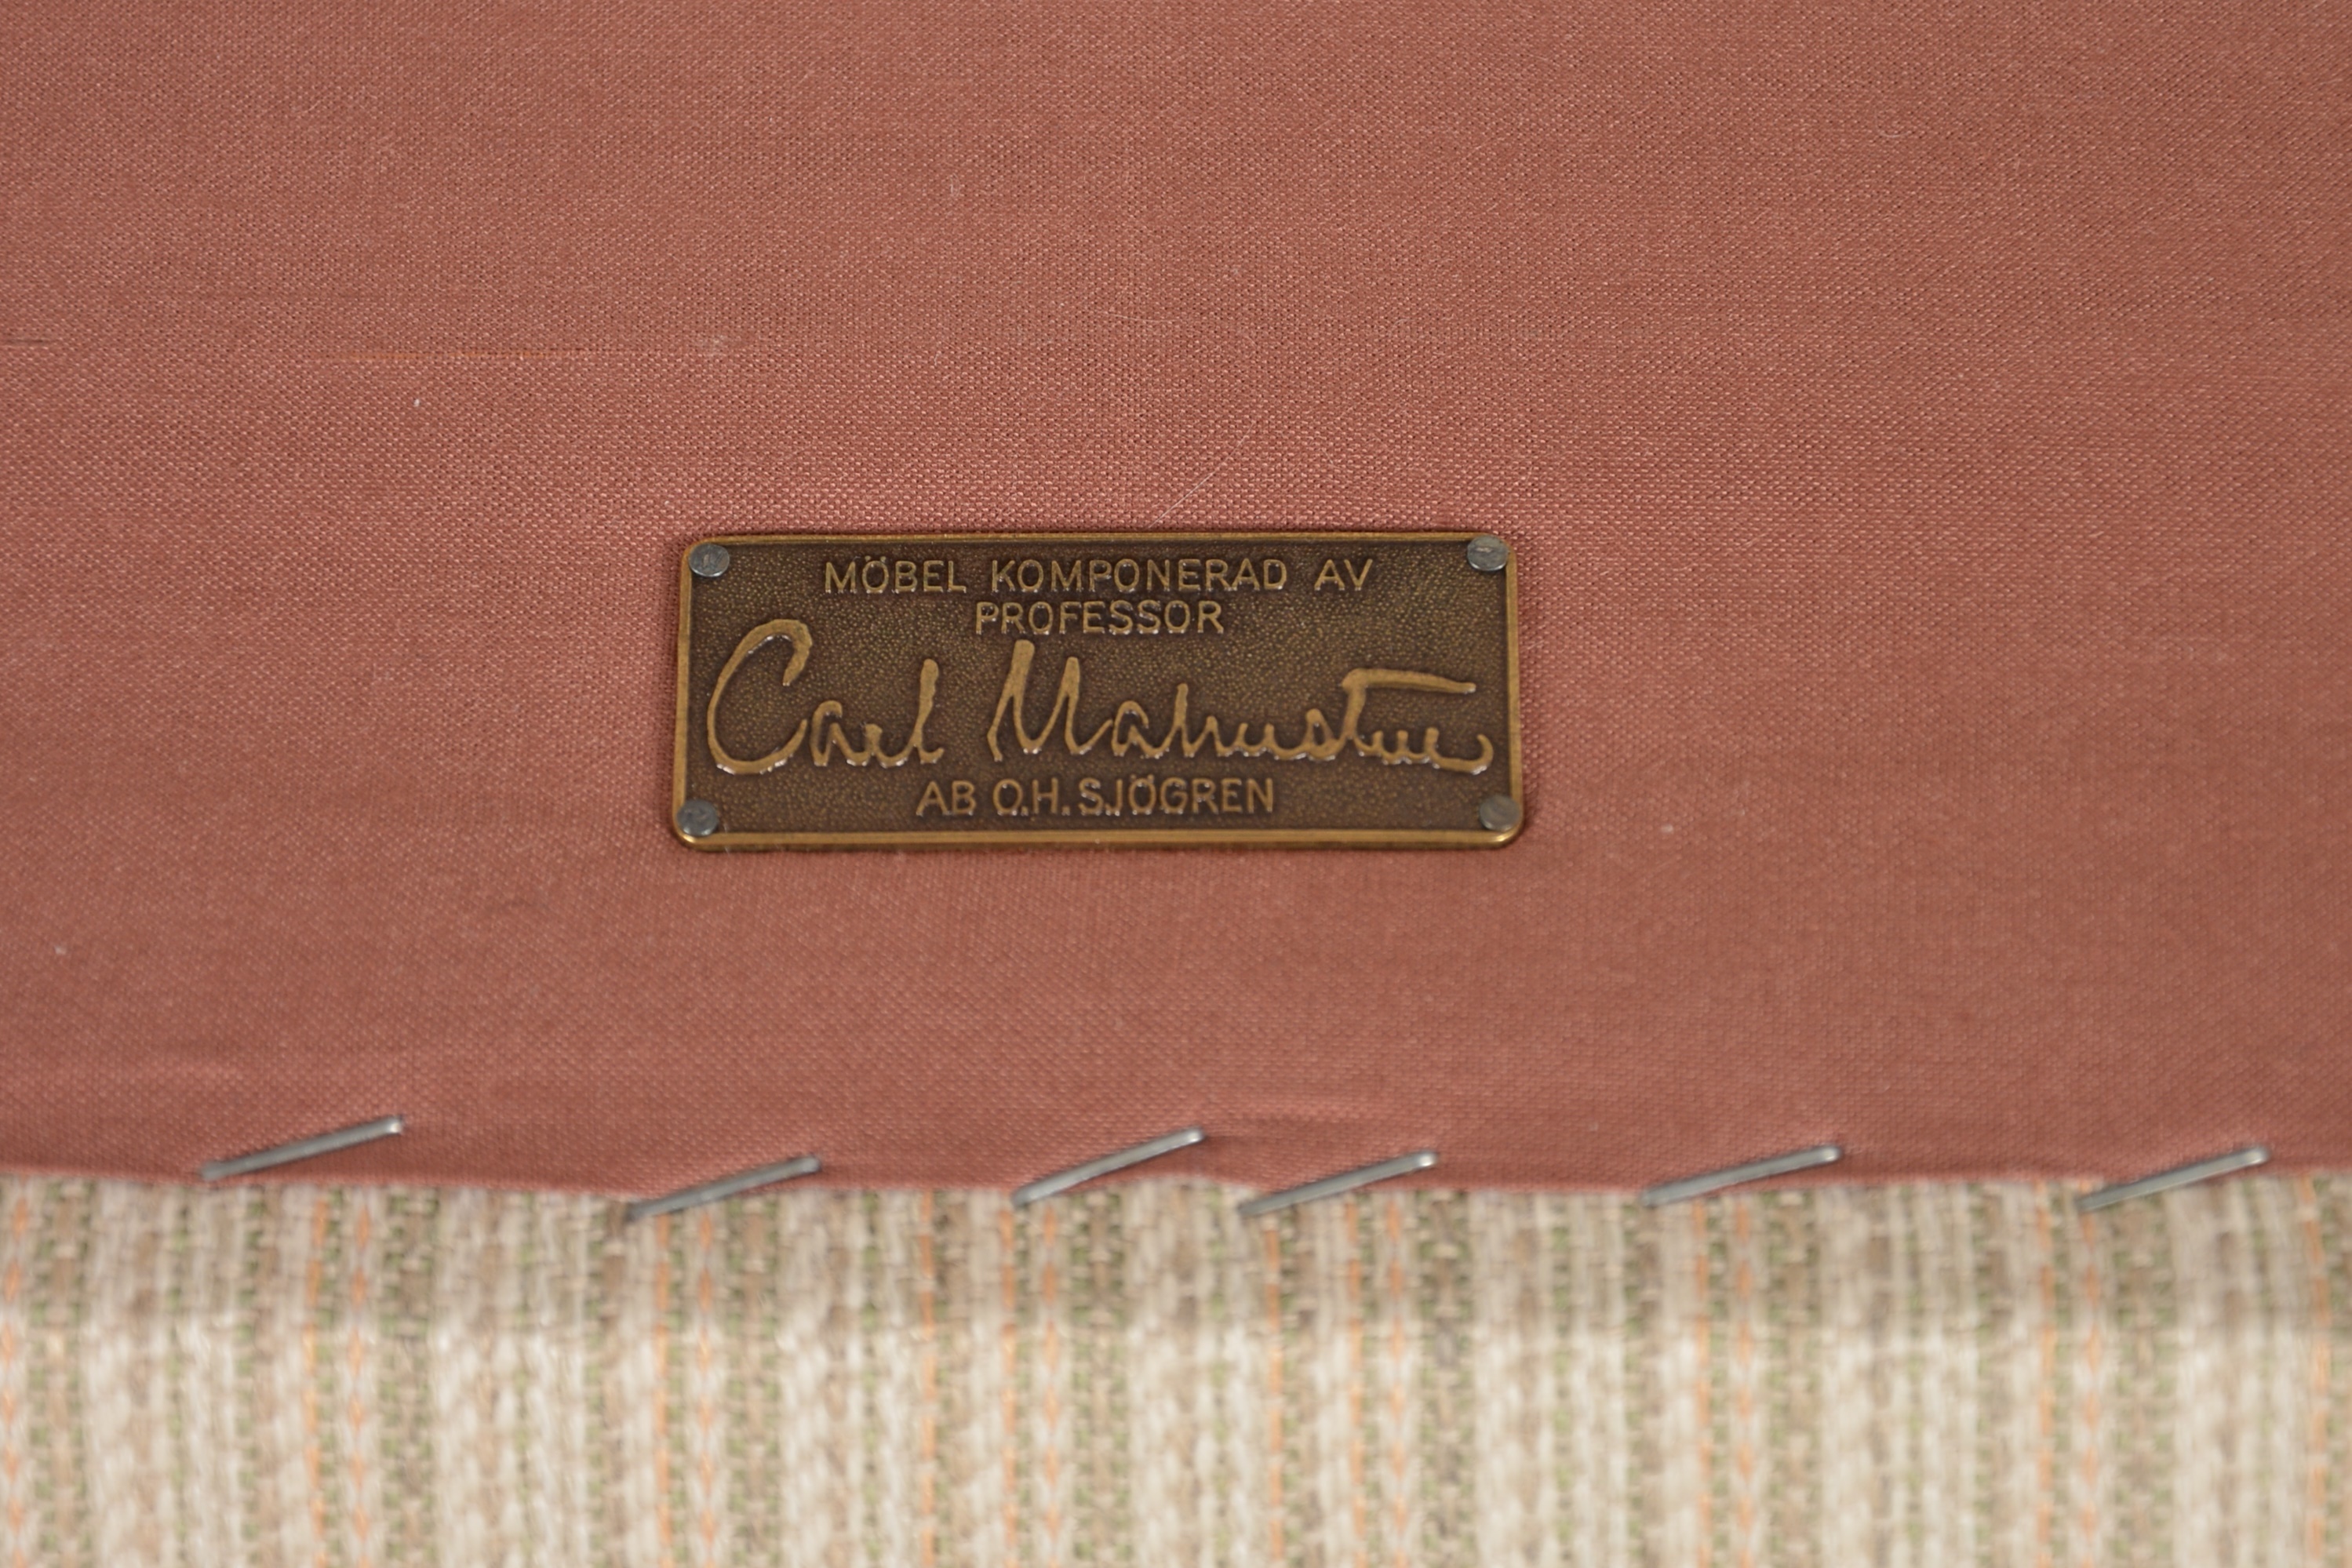 MÖBEL KOMPONERAD AV
PROFESSOR
Carl Malmsten
AB O.H. SJÖGREN